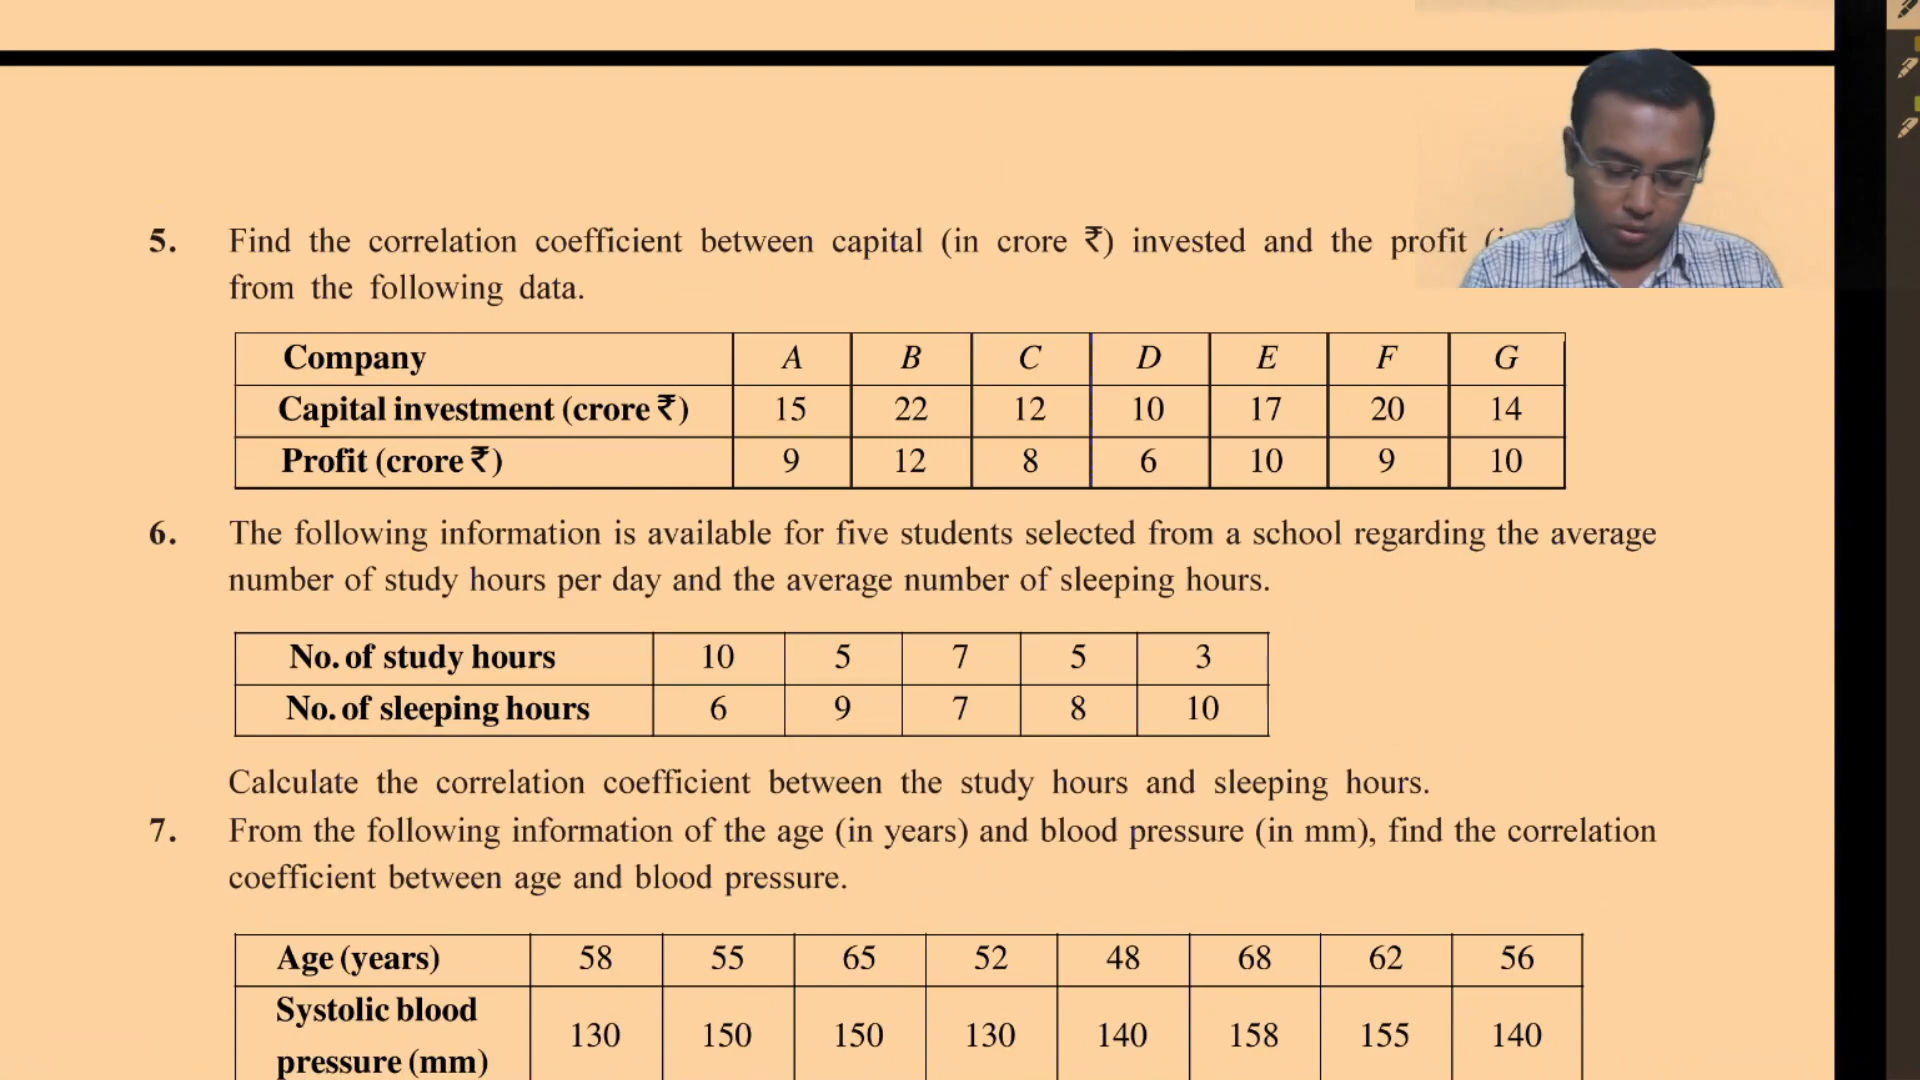 5. Find the correlation coefficient between capital (in crore ₹) invested and the profit
from the following data.
Company A B C D E F G
Capital investment (crore ₹) 15 22 12 10 17 20 14
Profit (crore ₹) 9 12 8 6 10 9 10
6. The following information is available for five students selected from a school regarding the average
number of study hours per day and the average number of sleeping hours.
No. of study hours 10 5 7 5 3
No. of sleeping hours 6 9 7 8 10
Calculate the correlation coefficient between the study hours and sleeping hours.
7. From the following information of the age (in years) and blood pressure (in mm), find the correlation
coefficient between age and blood pressure.
Age (years) 58 55 65 52 48 68 62 56
Systolic blood
pressure (mm) 130 150 150 130 140 158 155 140